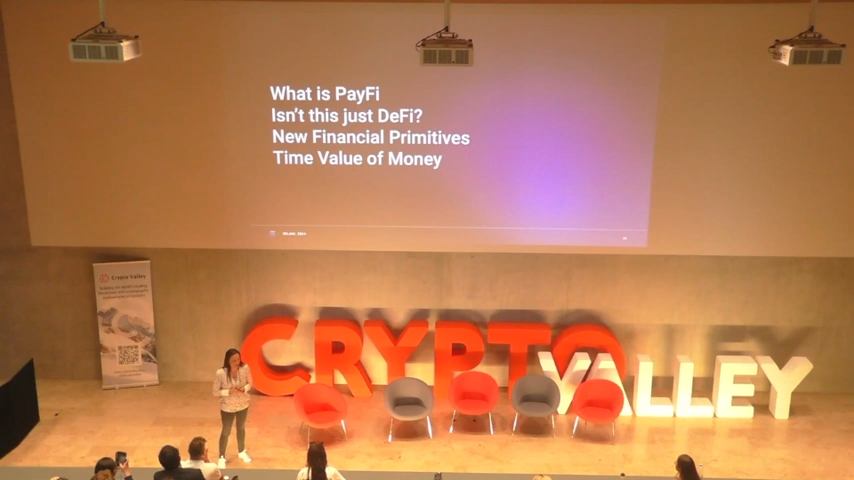 What is PayFi
Isn't this just DeFi?
New Financial Primitives
Time Value of Money
Crypto Valley
CRYPTO
VALLEY